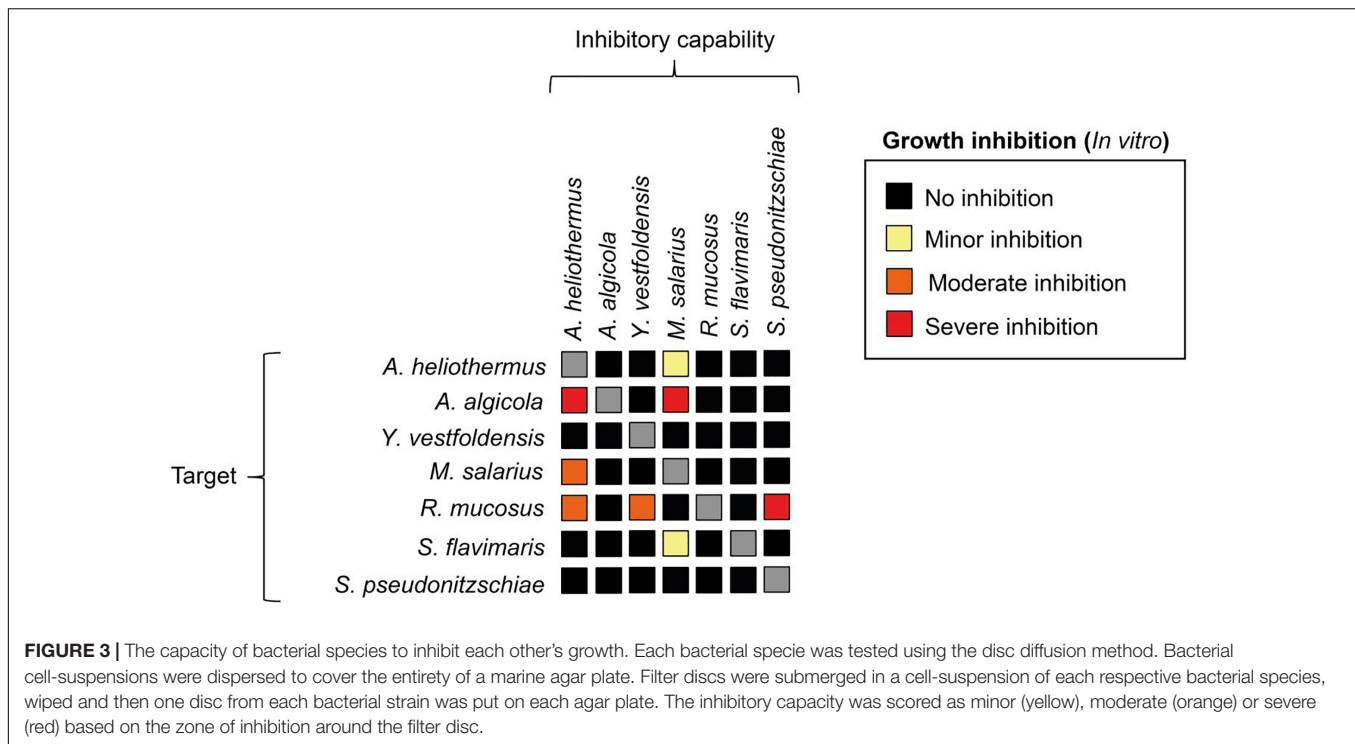 Inhibitory capability
A. heliothermus
A. algicola
Y. vestfoldensis
M. salarius
R. mucosus
S. flavimaris
S. pseudonitzschiae
Growth inhibition (In vitro)
No inhibition
Minor inhibition
Moderate inhibition
Severe inhibition
Target
A. heliothermus
A. algicola
Y. vestfoldensis
M. salarius
R. mucosus
S. flavimaris
S. pseudonitzschiae
FIGURE 3 | The capacity of bacterial species to inhibit each other's growth. Each bacterial specie was tested using the disc diffusion method. Bacterial
cell-suspensions were dispersed to cover the entirety of a marine agar plate. Filter discs were submerged in a cell-suspension of each respective bacterial species,
wiped and then one disc from each bacterial strain was put on each agar plate. The inhibitory capacity was scored as minor (yellow), moderate (orange) or severe
(red) based on the zone of inhibition around the filter disc.